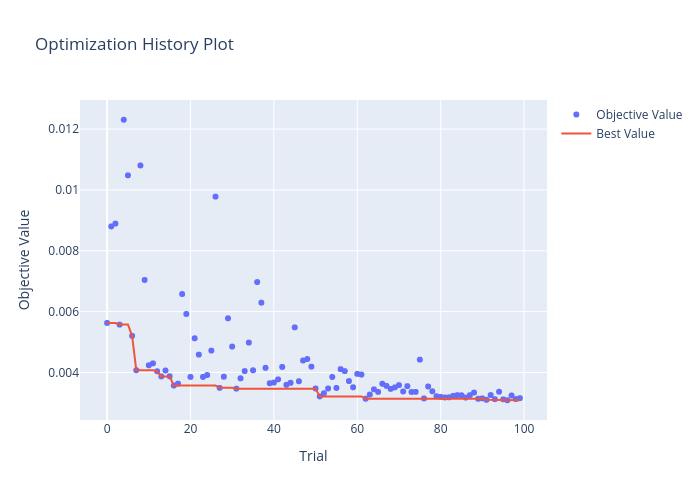 Optimization History Plot
Objective Value
Best Value
0.012
0.01
0.008
0.006
0.004
Objective Value
0
20
40
60
80
100
Trial